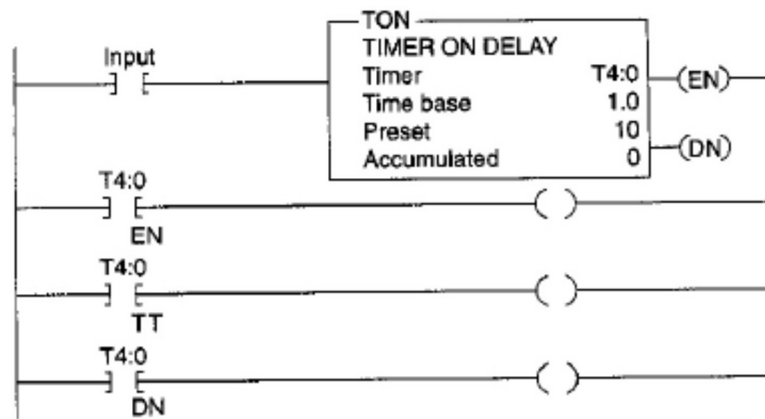 TON
TIMER ON DELAY
Input
Timer T4:0 (EN)
Time base 1.0
Preset 10
Accumulated 0 (DN)
T4:0
EN
T4:0
TT
T4:0
DN